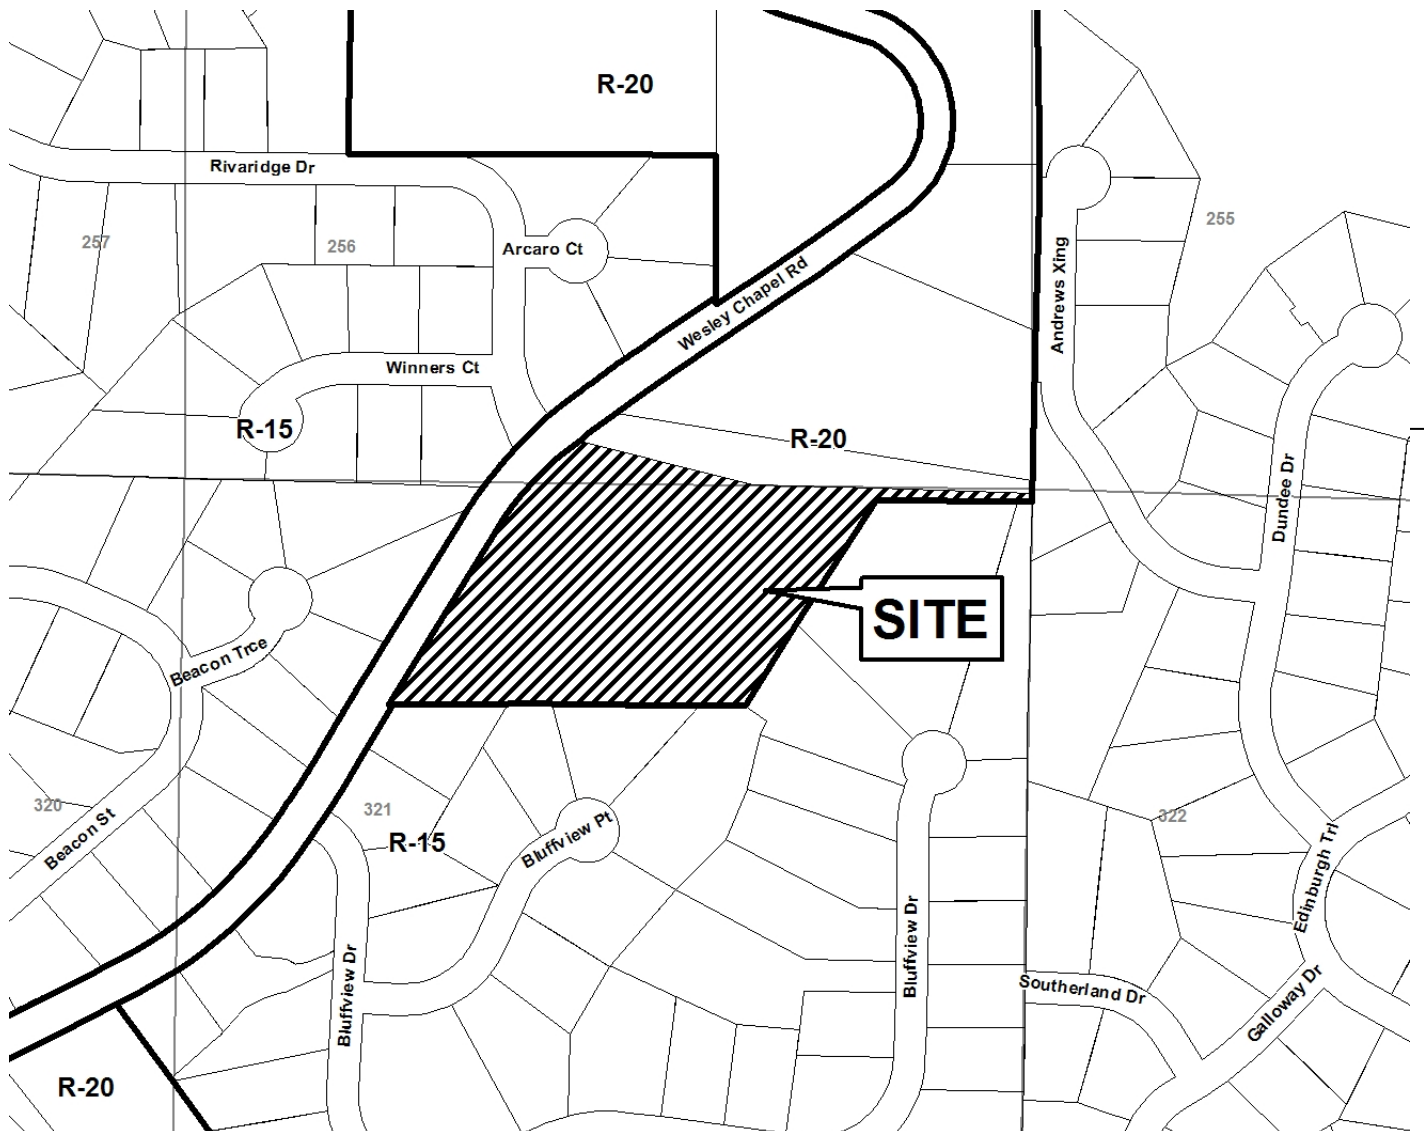 R-20
Rivaridge Dr
255
257
256
Arcaro Ct
Andrews Xing
Wesley Chapel Rd
Winners Ct
R-15
R-20
Dundee Dr
SITE
Beacon Trce
320
321
322
Beacon St
R-15
Bluffview Pt
Edinburgh Trl
Bluffview Dr
Bluffview Dr
Southerland Dr
Galloway Dr
R-20